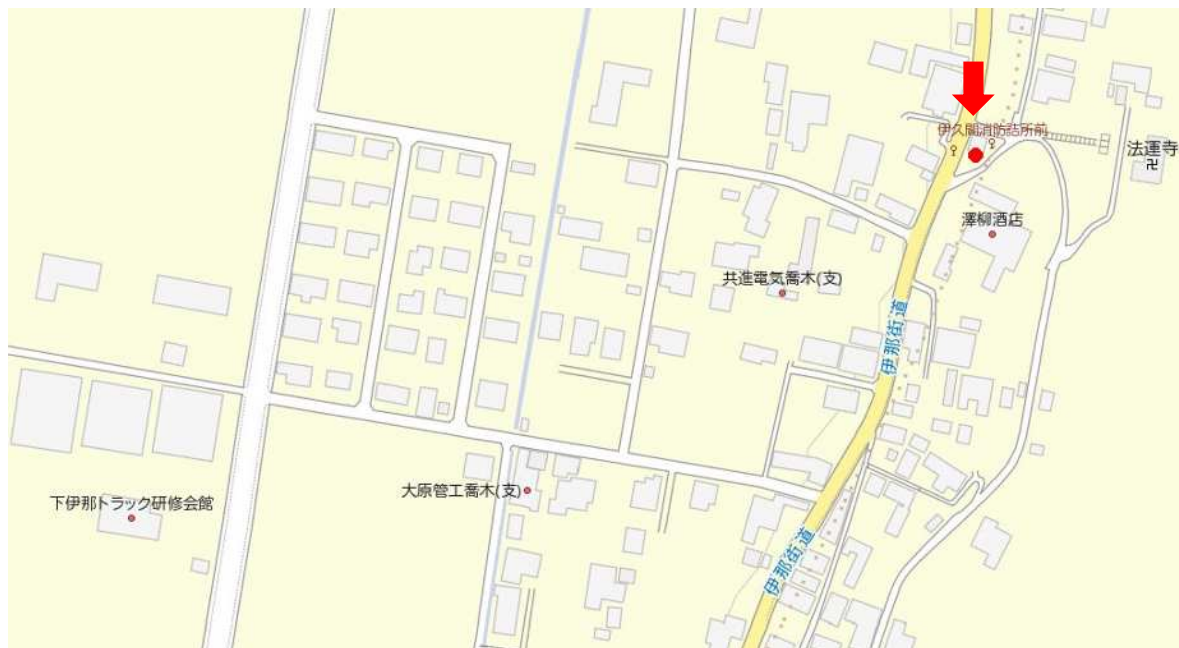 伊久間消防詰所前
法運寺
澤柳酒店
共進電気喬木(支)
伊那街道
大原管工喬木(支)
下伊那トラック研修会館
伊那街道